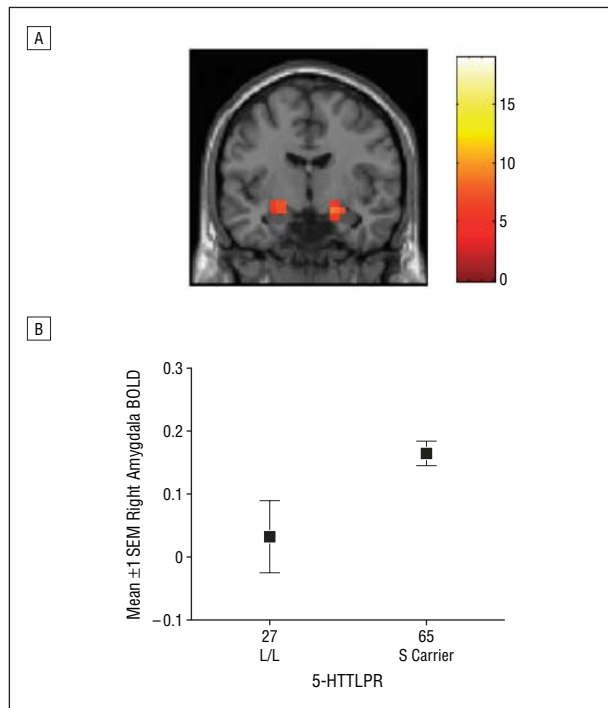 A
15
10
5
0
B
0.3
0.2
0.1
0
−0.1
Mean ±1 SEM Right Amygdala BOLD
27
L/L
65
S Carrier
5-HTTLPR